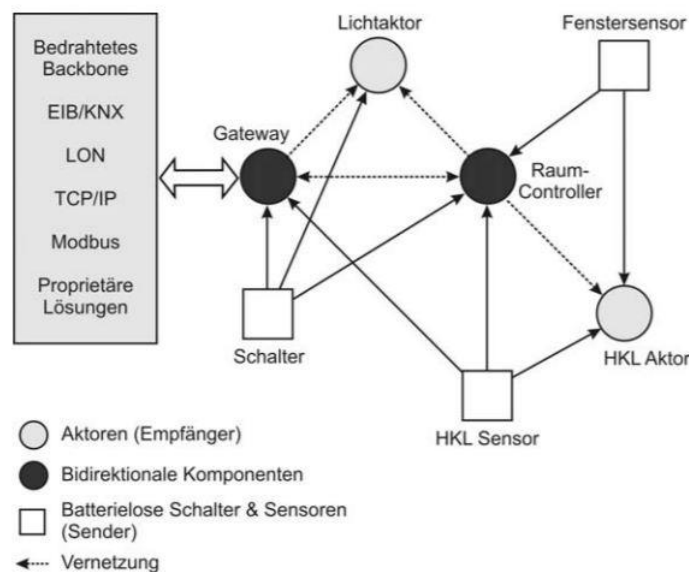 Bedrahtetes
Backbone
EIB/KNX
LON
TCP/IP
Modbus
Proprietäre
Lösungen
Lichtaktor
Fenstersensor
Gateway
Raum-
Controller
Schalter
HKL Aktor
HKL Sensor
Aktoren (Empfänger)
Bidirektionale Komponenten
Batterielose Schalter & Sensoren
(Sender)
Vernetzung